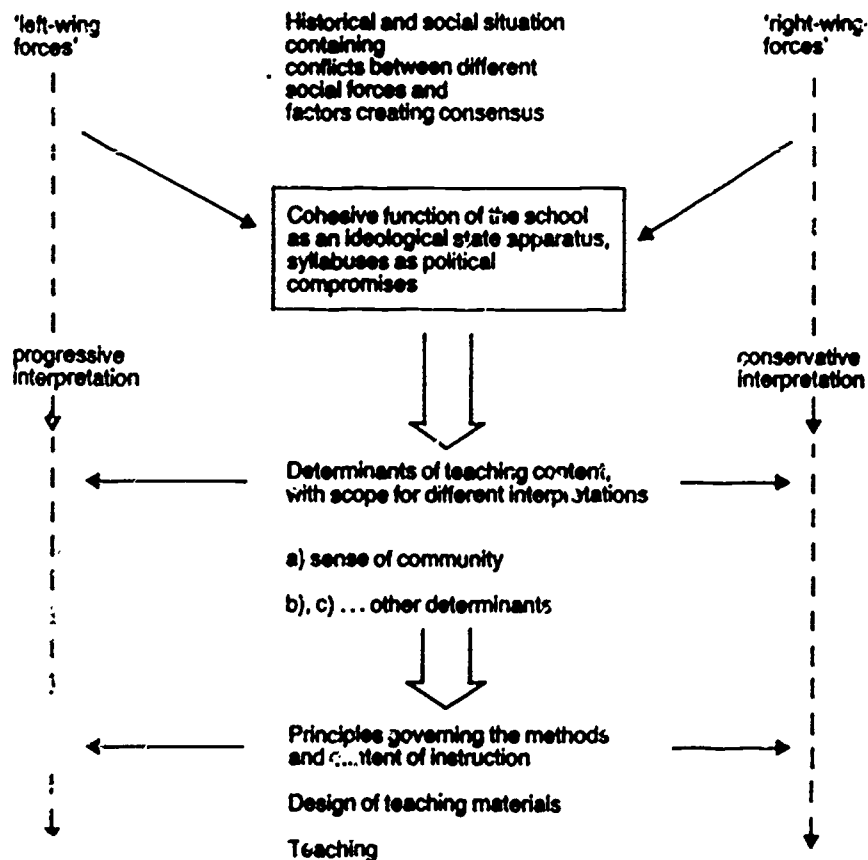 'left-wing
forces'
Historical and social situation
containing
conflicts between different
social forces and
factors creating consensus
'right-wing-
forces'
Cohesive function of the school
as an ideological state apparatus,
syllabuses as political
compromises
progressive
interpretation
conservative
interpretation
Determinants of teaching content,
with scope for different interpretations
a) sense of community
b), c) ... other determinants
Principles governing the methods
and content of instruction
Design of teaching materials
Teaching